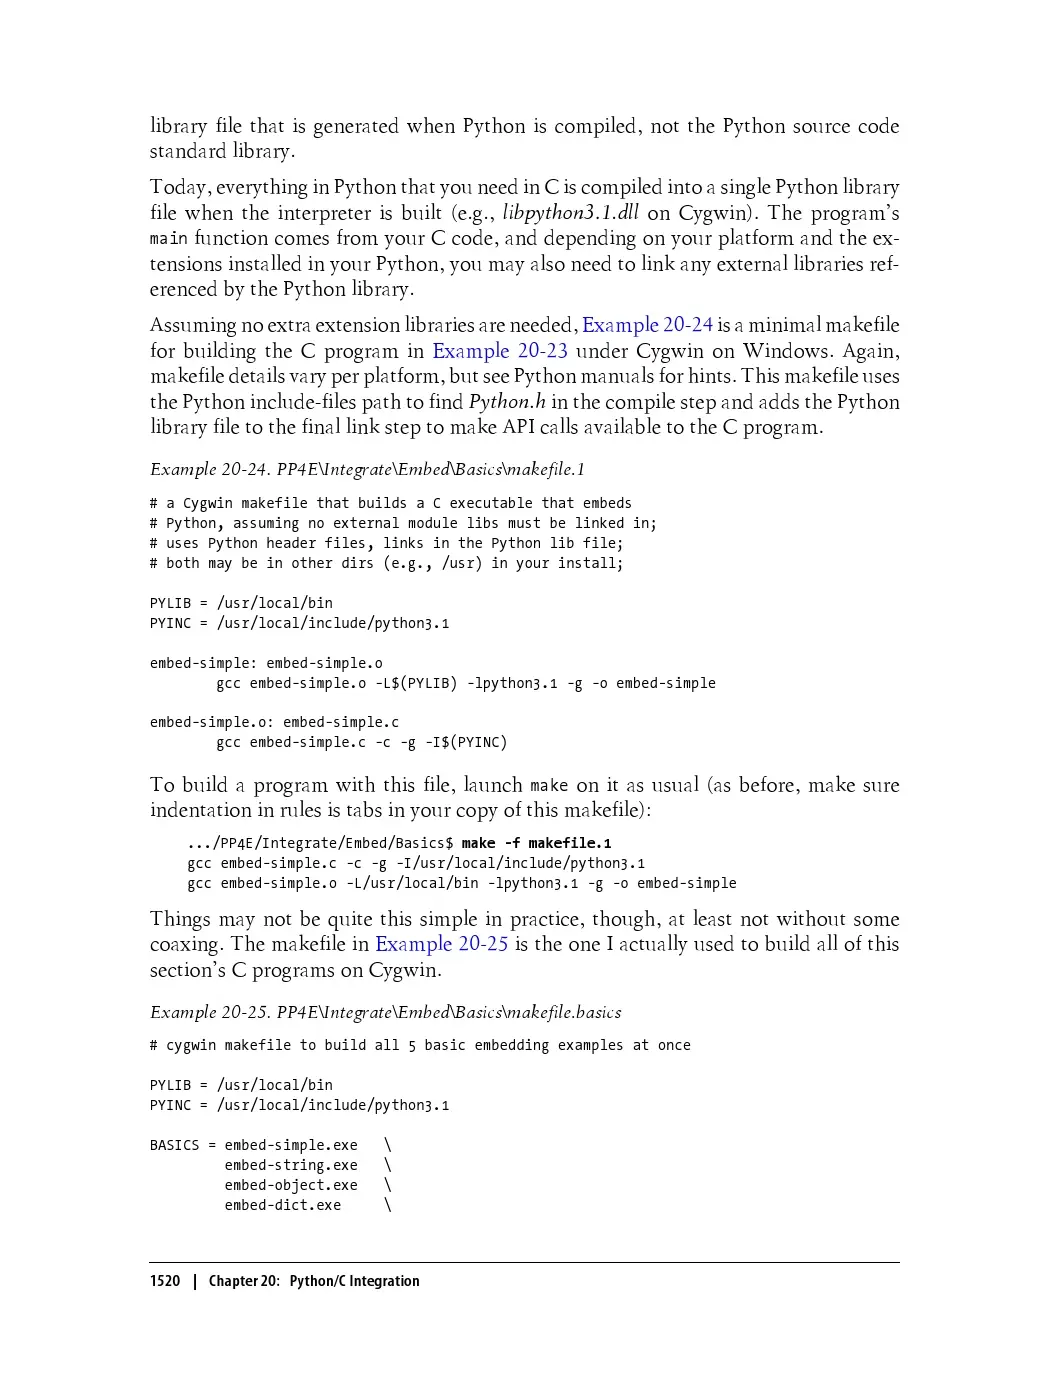 library file that is generated when Python is compiled, not the Python source code
standard library.
Today, everything in Python that you need in C is compiled into a single Python library
file when the interpreter is built (e.g., libpython3.1.dll on Cygwin). The program's
main function comes from your C code, and depending on your platform and the ex-
tensions installed in your Python, you may also need to link any external libraries ref-
erenced by the Python library.
Assuming no extra extension libraries are needed, Example 20-24 is a minimal makefile
for building the C program in Example 20-23 under Cygwin on Windows. Again,
makefile details vary per platform, but see Python manuals for hints. This makefile uses
the Python include-files path to find Python.h in the compile step and adds the Python
library file to the final link step to make API calls available to the C program.
Example 20-24. PP4E\Integrate\Embed\Basics\makefile.1
# a Cygwin makefile that builds a C executable that embeds
# Python, assuming no external module libs must be linked in;
# uses Python header files, links in the Python lib file;
# both may be in other dirs (e.g., /usr) in your install;
PYLIB = /usr/local/bin
PYINC = /usr/local/include/python3.1
embed-simple: embed-simple.o
        gcc embed-simple.o -L$(PYLIB) -lpython3.1 -g -o embed-simple
embed-simple.o: embed-simple.c
        gcc embed-simple.c -c -g -I$(PYINC)
To build a program with this file, launch make on it as usual (as before, make sure
indentation in rules is tabs in your copy of this makefile):
.../PP4E/Integrate/Embed/Basics$ make -f makefile.1
gcc embed-simple.c -c -g -I/usr/local/include/python3.1
gcc embed-simple.o -L/usr/local/bin -lpython3.1 -g -o embed-simple
Things may not be quite this simple in practice, though, at least not without some
coaxing. The makefile in Example 20-25 is the one I actually used to build all of this
section's C programs on Cygwin.
Example 20-25. PP4E\Integrate\Embed\Basics\makefile.basics
# cygwin makefile to build all 5 basic embedding examples at once
PYLIB = /usr/local/bin
PYINC = /usr/local/include/python3.1
BASICS = embed-simple.exe   \
         embed-string.exe   \
         embed-object.exe   \
         embed-dict.exe     \
1520 | Chapter 20: Python/C Integration